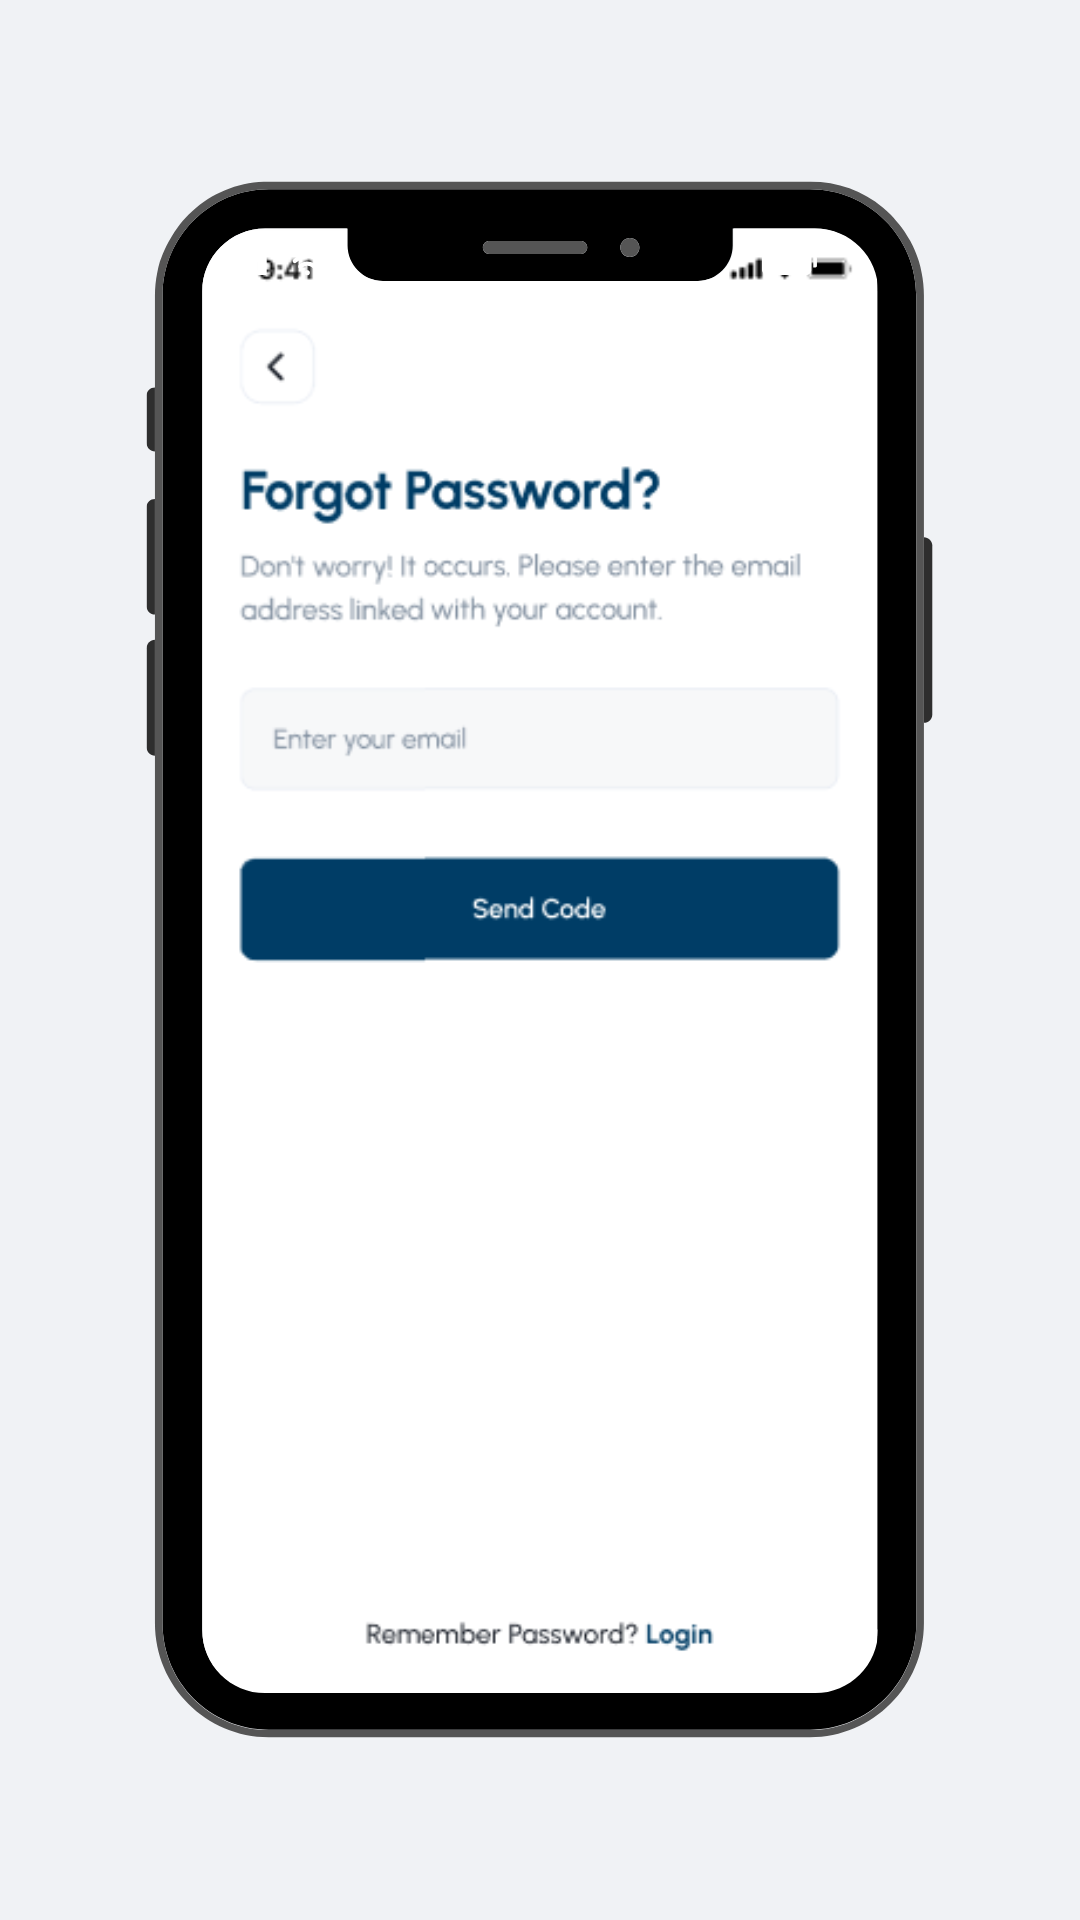 Forgot Password?
Don't worry! It occurs. Please enter the email
address linked with your account.
Enter your email
Send Code
Remember Password? Login